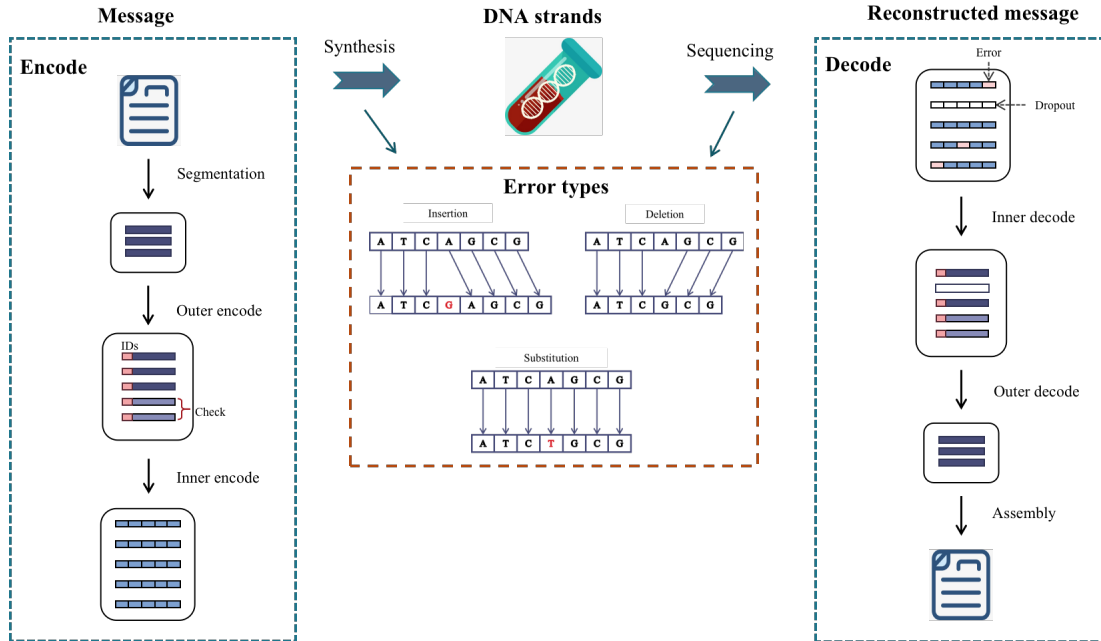 Message
Encode
Segmentation
Outer encode
IDs
Check
Inner encode
DNA strands
Synthesis
Sequencing
Error types
Insertion
A T C A G C G
A T C G A G C G
Deletion
A T C A G C G
A T C G C G
Substitution
A T C A G C G
A T C T G C G
Reconstructed message
Decode
Error
Dropout
Inner decode
Outer decode
Assembly